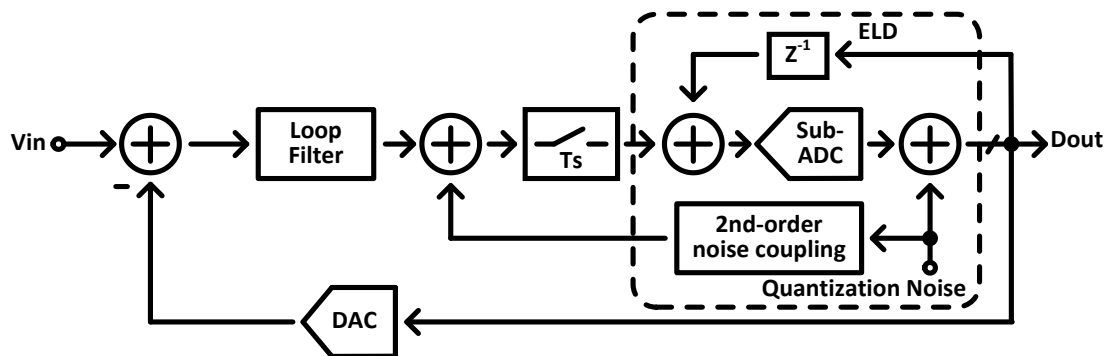 ELD
Z-1
Vin
Loop
Filter
Ts
Sub-
ADC
Dout
-
2nd-order
noise coupling
Quantization Noise
DAC